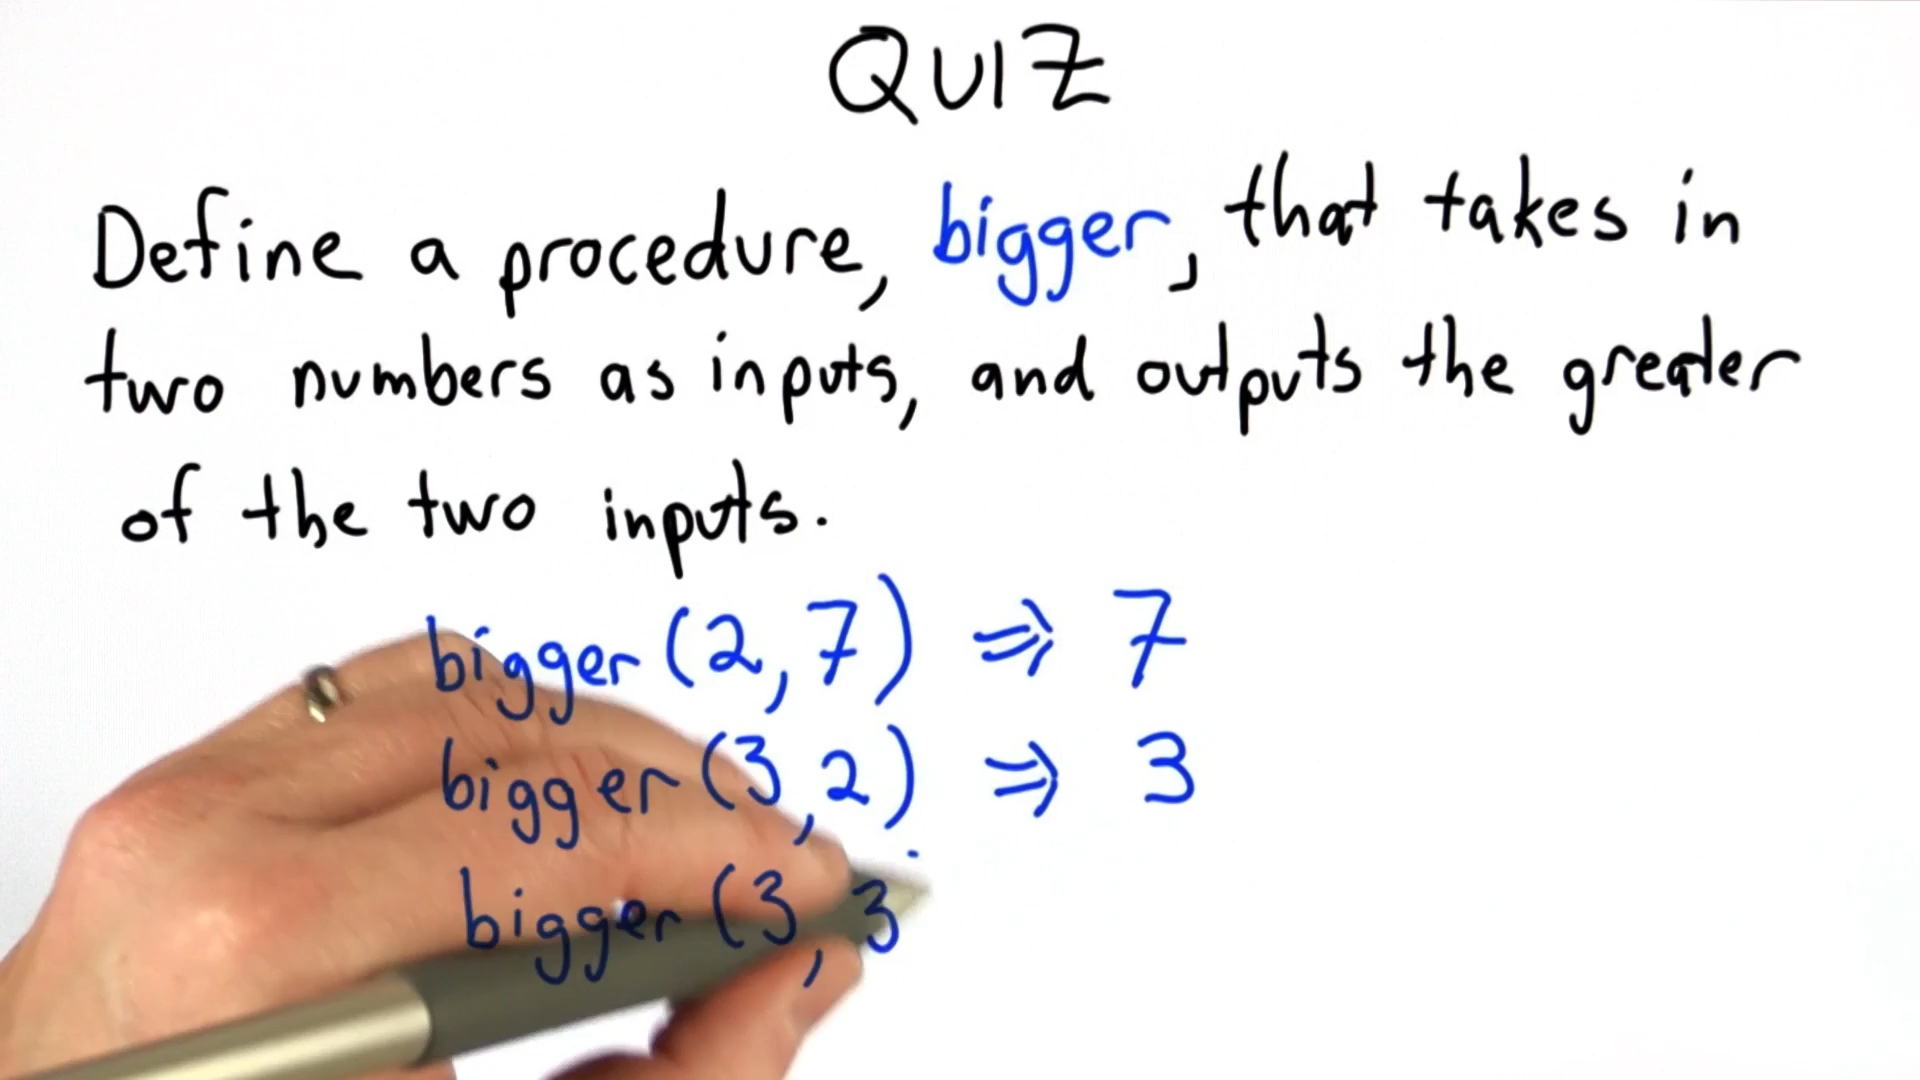 QUIZ
Define a procedure, bigger, that takes in
two numbers as inputs, and outputs the greater
of the two inputs.
bigger (2, 7) ⇒ 7
bigger (3, 2) ⇒ 3
bigger (3, 3